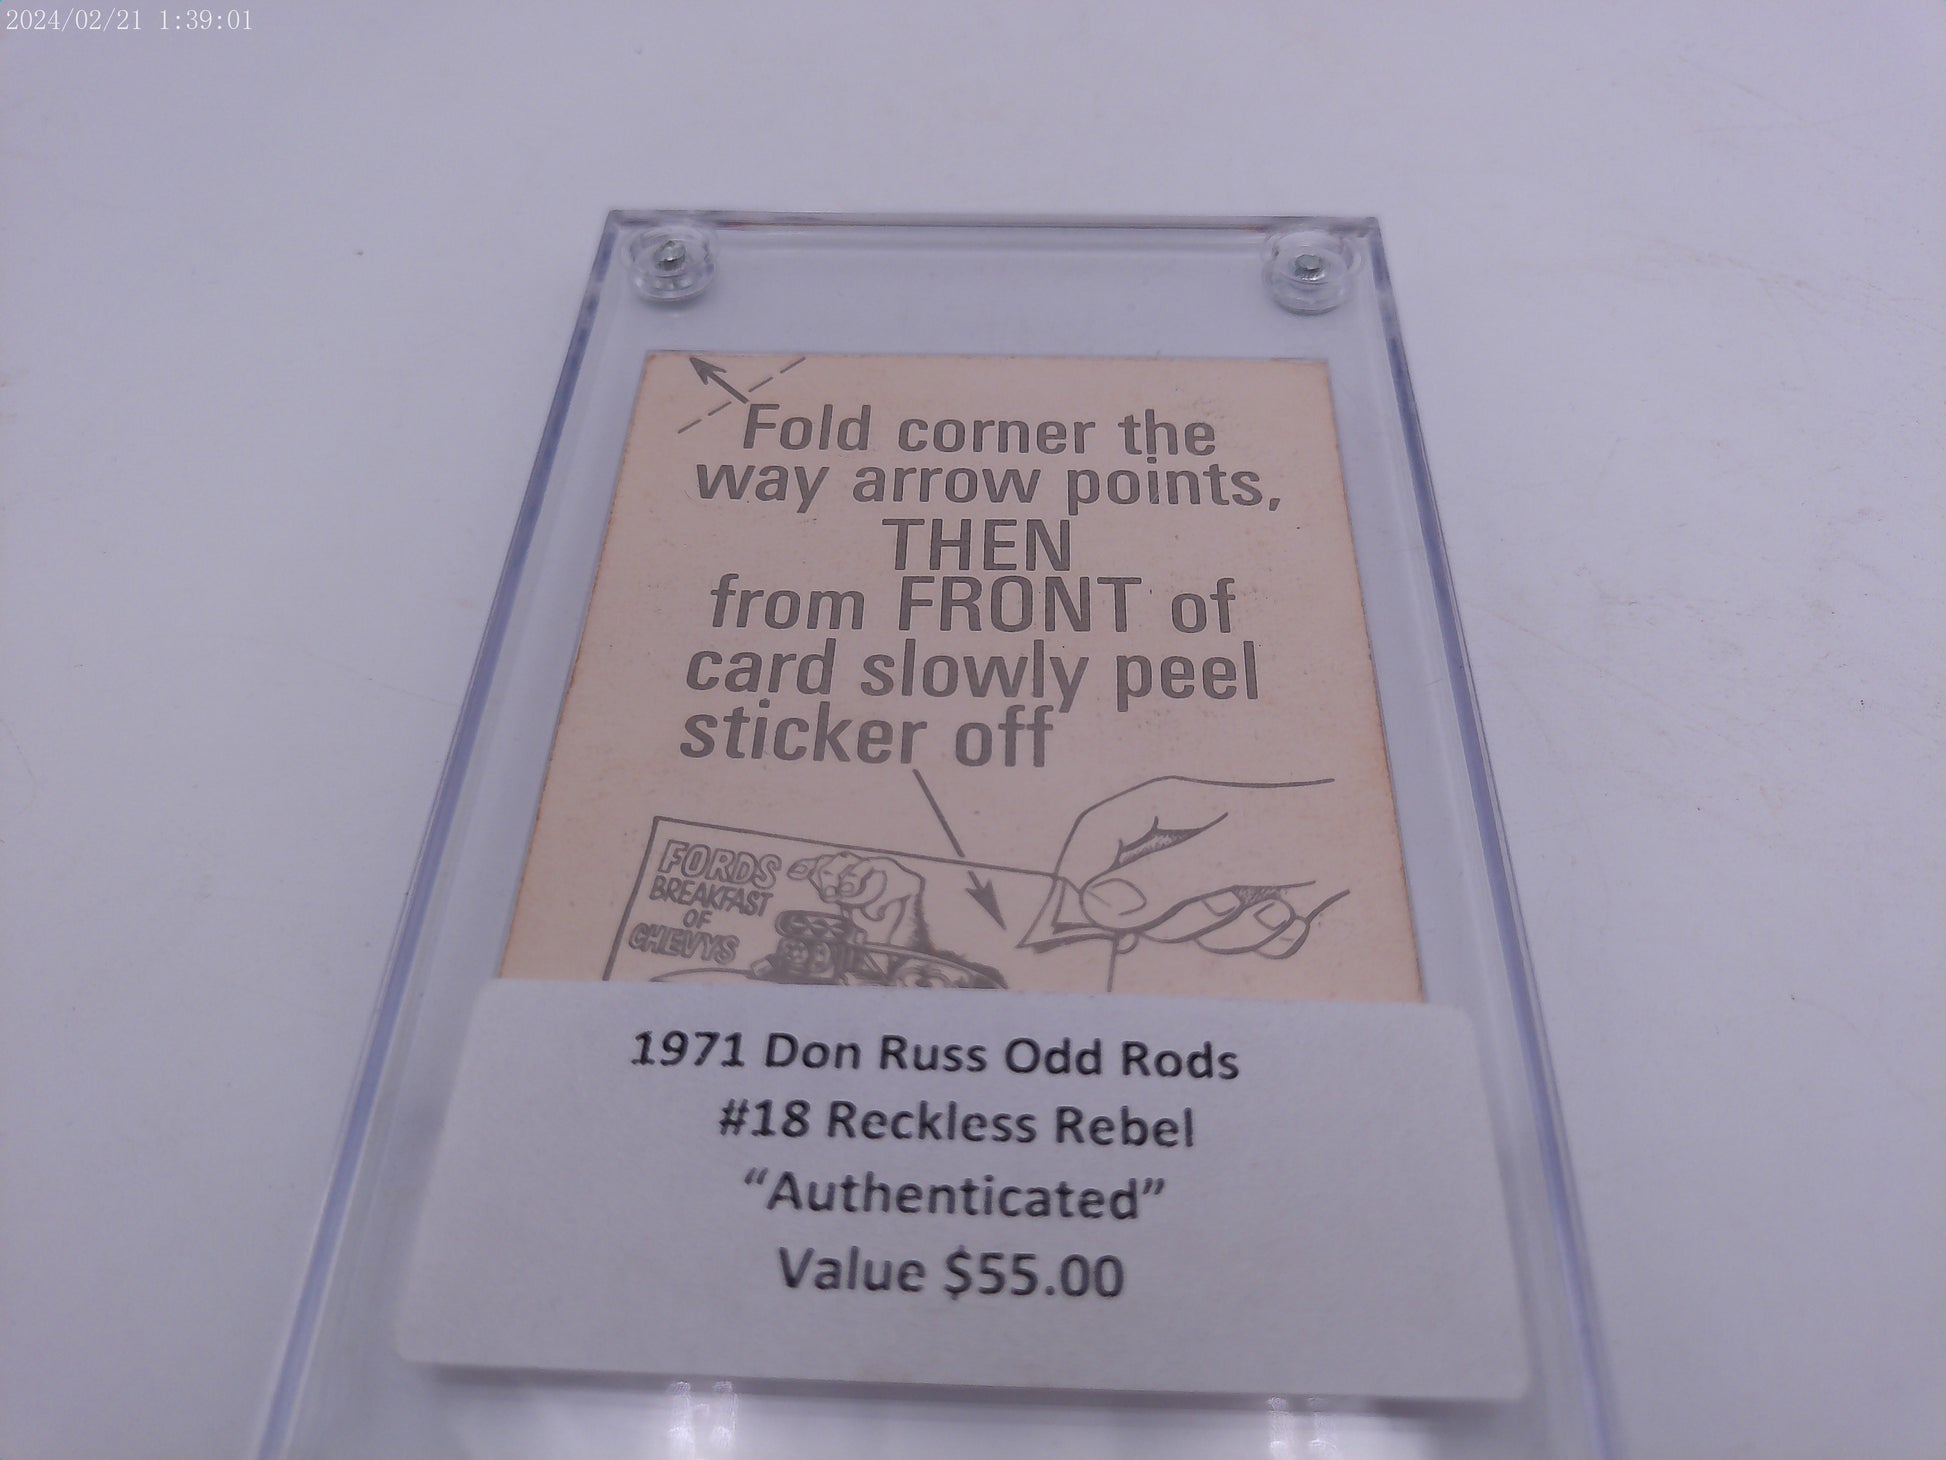 2024/02/21 1:39:01
Fold corner the
way arrow points,
THEN
from FRONT of
card slowly peel
sticker off
FORDS
BREAKFAST
OF
CHEVYS
1971 Don Russ Odd Rods
#18 Reckless Rebel
“Authenticated”
Value $55.00